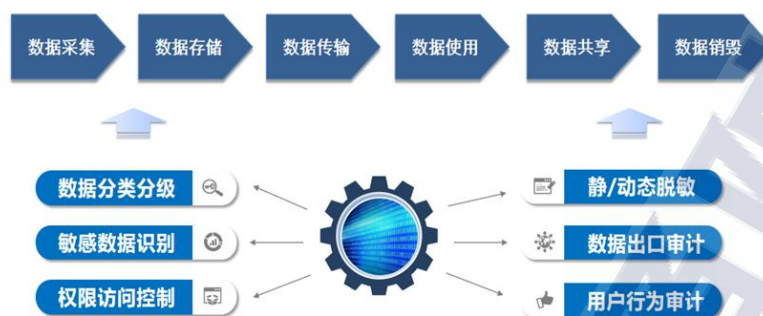 数据采集
数据存储
数据传输
数据使用
数据共享
数据销毁
数据分类分级
静/动态脱敏
敏感数据识别
数据出口审计
权限访问控制
用户行为审计